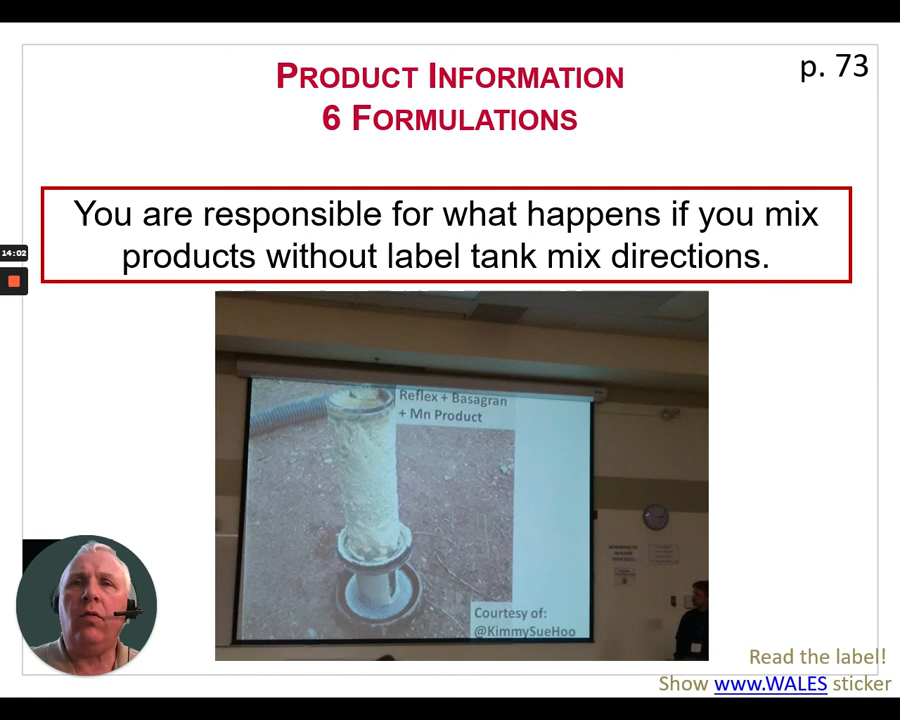 p. 73
PRODUCT INFORMATION
6 FORMULATIONS
You are responsible for what happens if you mix
products without label tank mix directions.
14:02
Reflex + Basagran
+ Mn Product
Courtesy of:
@KimmySueHoo
Read the label!
Show www.WALES sticker